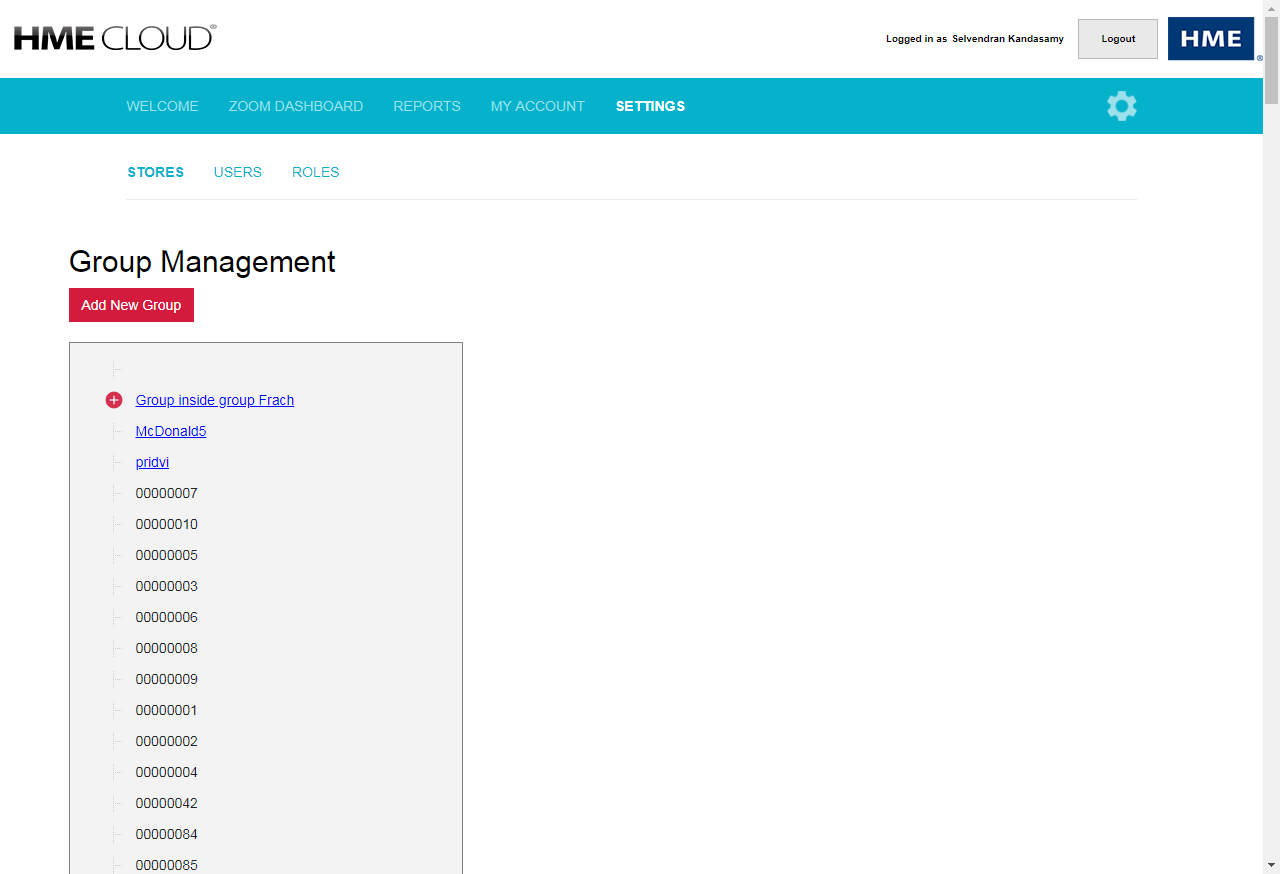 HME CLOUD®
Logged in as Selvendran Kandasamy
Logout
HME®
WELCOME ZOOM DASHBOARD REPORTS MY ACCOUNT SETTINGS
STORES USERS ROLES
Group Management
Add New Group
Group inside group Frach
McDonald5
pridvi
00000007
00000010
00000005
00000003
00000006
00000008
00000009
00000001
00000002
00000004
00000042
00000084
00000085